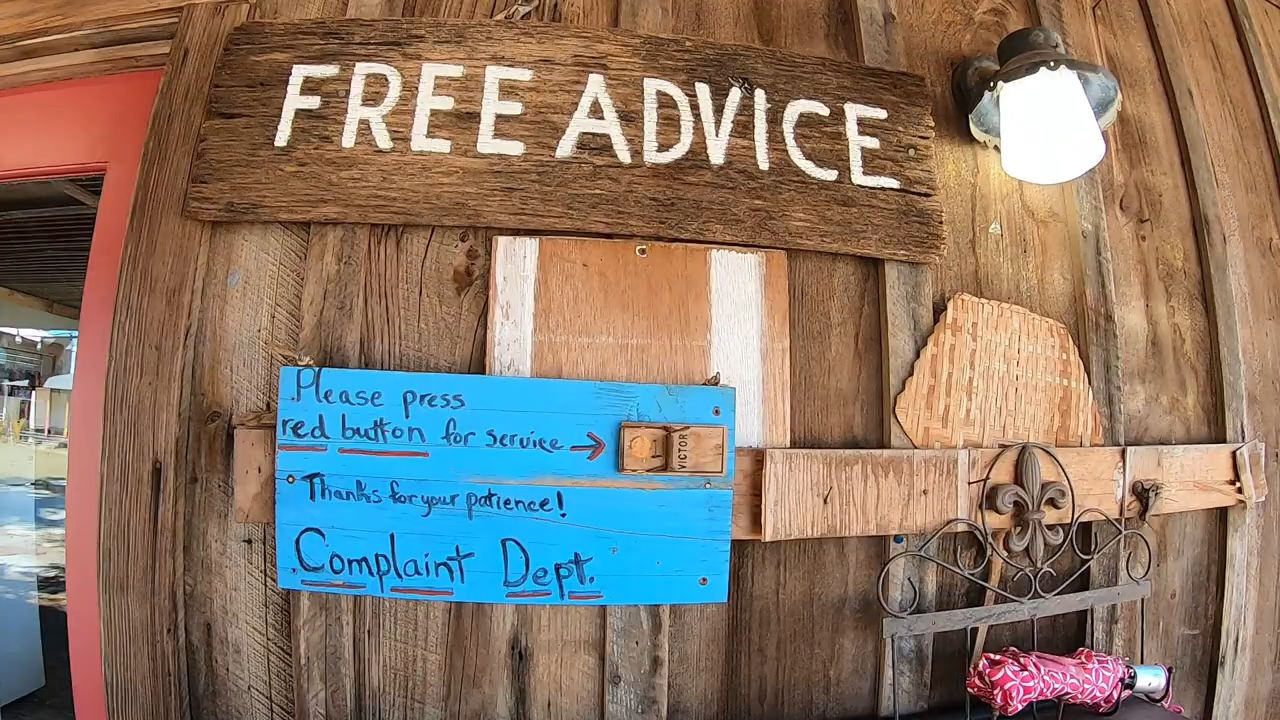 FREE ADVICE
Please press
red button for service →
VICTOR
Thanks for your patience!
Complaint Dept.